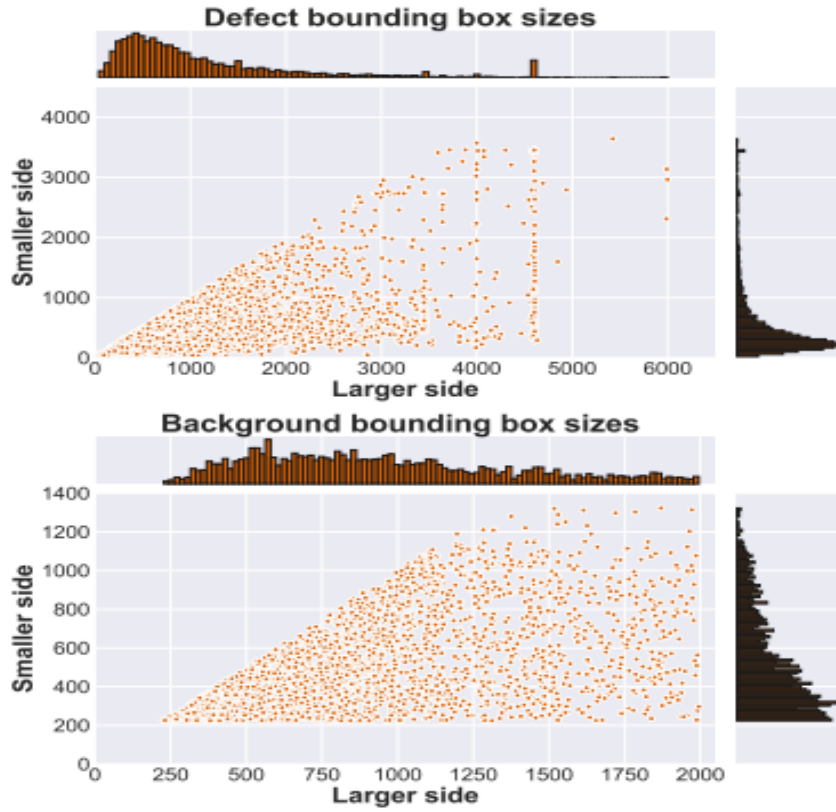 Defect bounding box sizes
4000
3000
2000
1000
0
Smaller side
0 1000 2000 3000 4000 5000 6000
Larger side
Background bounding box sizes
1400
1200
1000
800
600
400
200
0
Smaller side
0 250 500 750 1000 1250 1500 1750 2000
Larger side